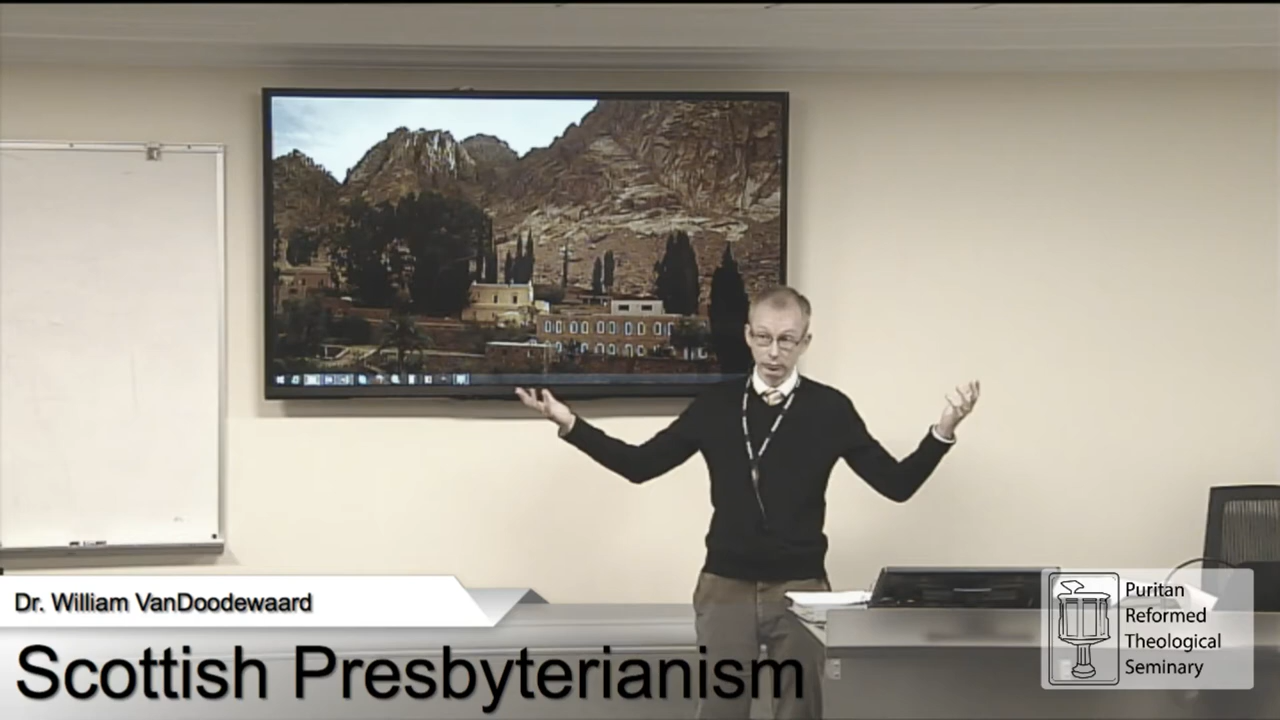 Dr. William VanDoodewaard
Scottish Presbyterianism
Puritan
Reformed
Theological
Seminary